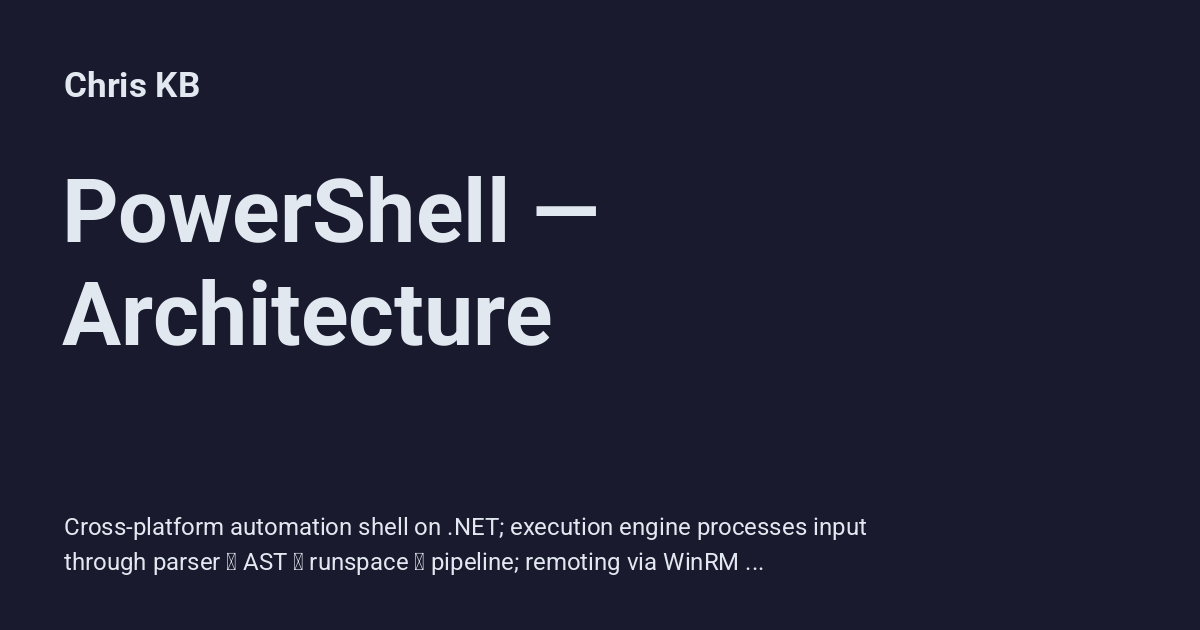 Chris KB
PowerShell —
Architecture
Cross-platform automation shell on .NET; execution engine processes input
through parser ▯ AST ▯ runspace ▯ pipeline; remoting via WinRM ...